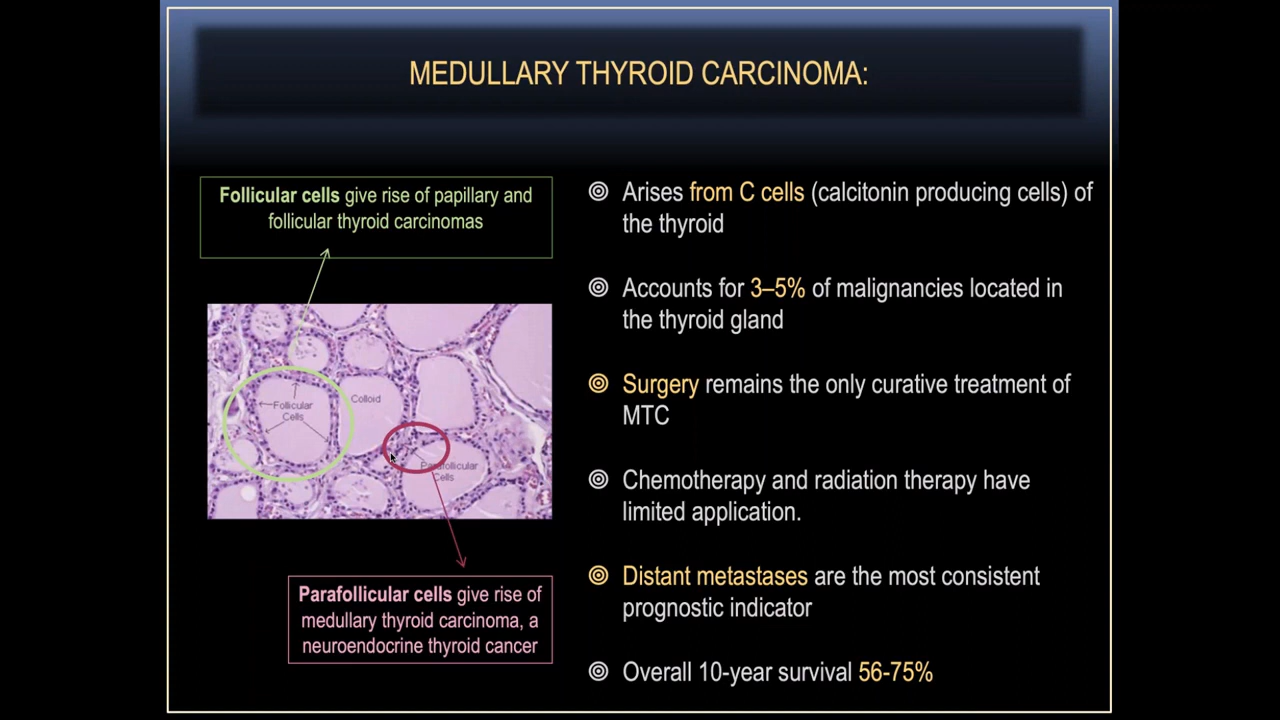 MEDULLARY THYROID CARCINOMA:
Follicular cells give rise of papillary and
follicular thyroid carcinomas
Follicular
Cells
Colloid
Parafollicular
Cells
Parafollicular cells give rise of
medullary thyroid carcinoma, a
neuroendocrine thyroid cancer
Arises from C cells (calcitonin producing cells) of
the thyroid
Accounts for 3–5% of malignancies located in
the thyroid gland
Surgery remains the only curative treatment of
MTC
Chemotherapy and radiation therapy have
limited application.
Distant metastases are the most consistent
prognostic indicator
Overall 10-year survival 56-75%